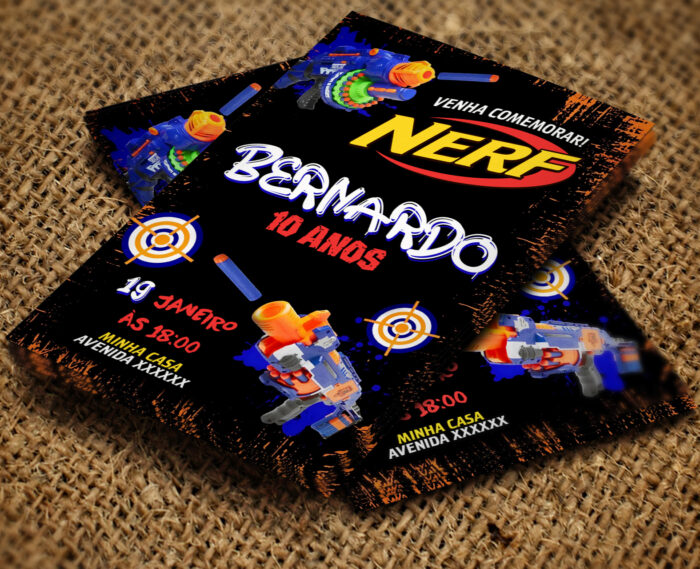 VENHA COMEMORAR!
NERF
BERNARDO
10 ANOS
19 JANEIRO
ÀS 18:00
MINHA CASA
AVENIDA XXXXXX
18:00
MINHA CASA
AVENIDA XXXXXX